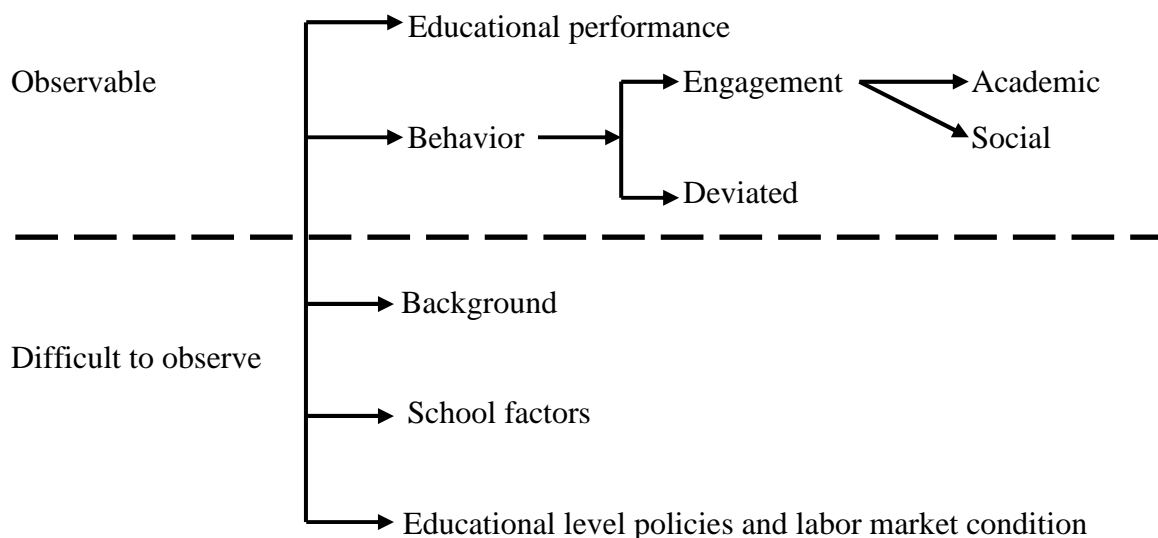 Educational performance
Observable
Engagement
Academic
Behavior
Social
Deviated
Background
Difficult to observe
School factors
Educational level policies and labor market condition